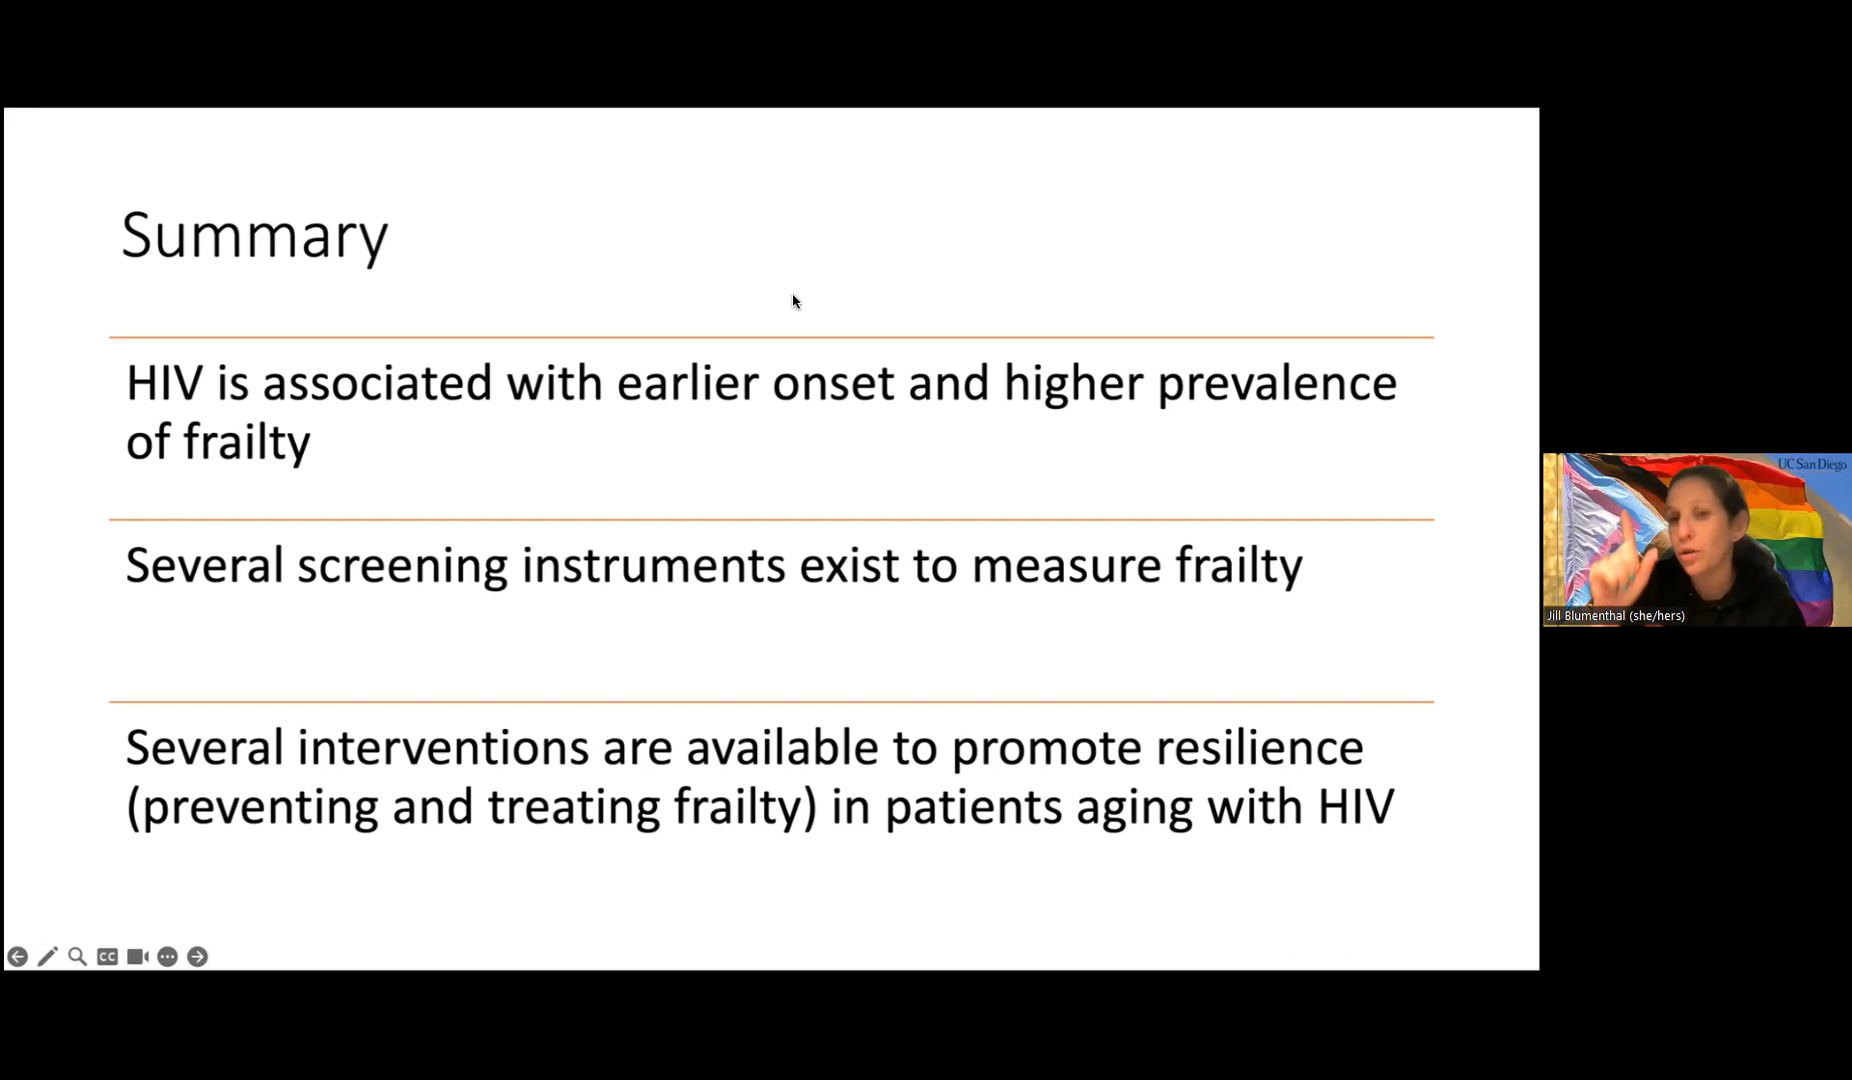 Summary
HIV is associated with earlier onset and higher prevalence
of frailty
Several screening instruments exist to measure frailty
Several interventions are available to promote resilience
(preventing and treating frailty) in patients aging with HIV
CC
UC San Diego
Jill Blumenthal (she/hers)